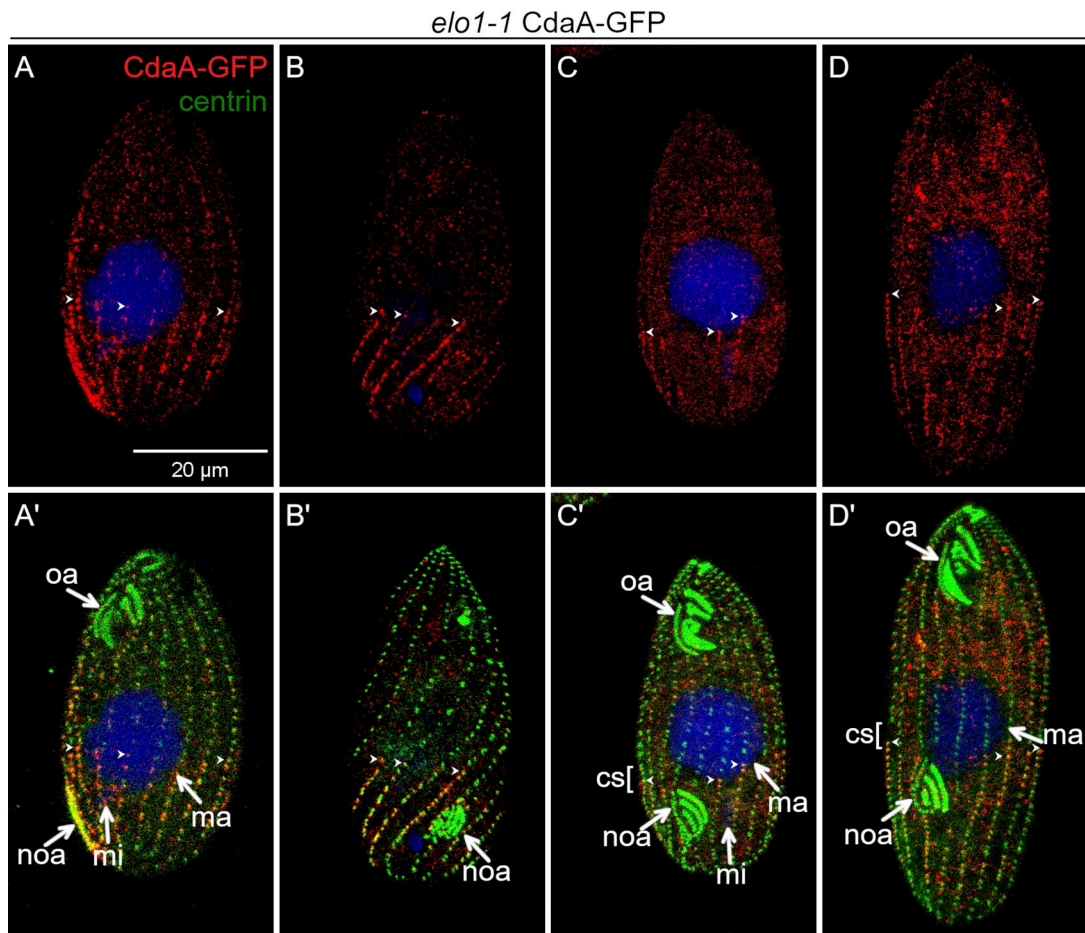 elo1-1 CdaA-GFP
A
CdaA-GFP
centrin
B
C
D
20 µm
A'
oa
noa
mi
ma
B'
noa
C'
oa
cs[
noa
mi
ma
D'
oa
cs[
noa
ma